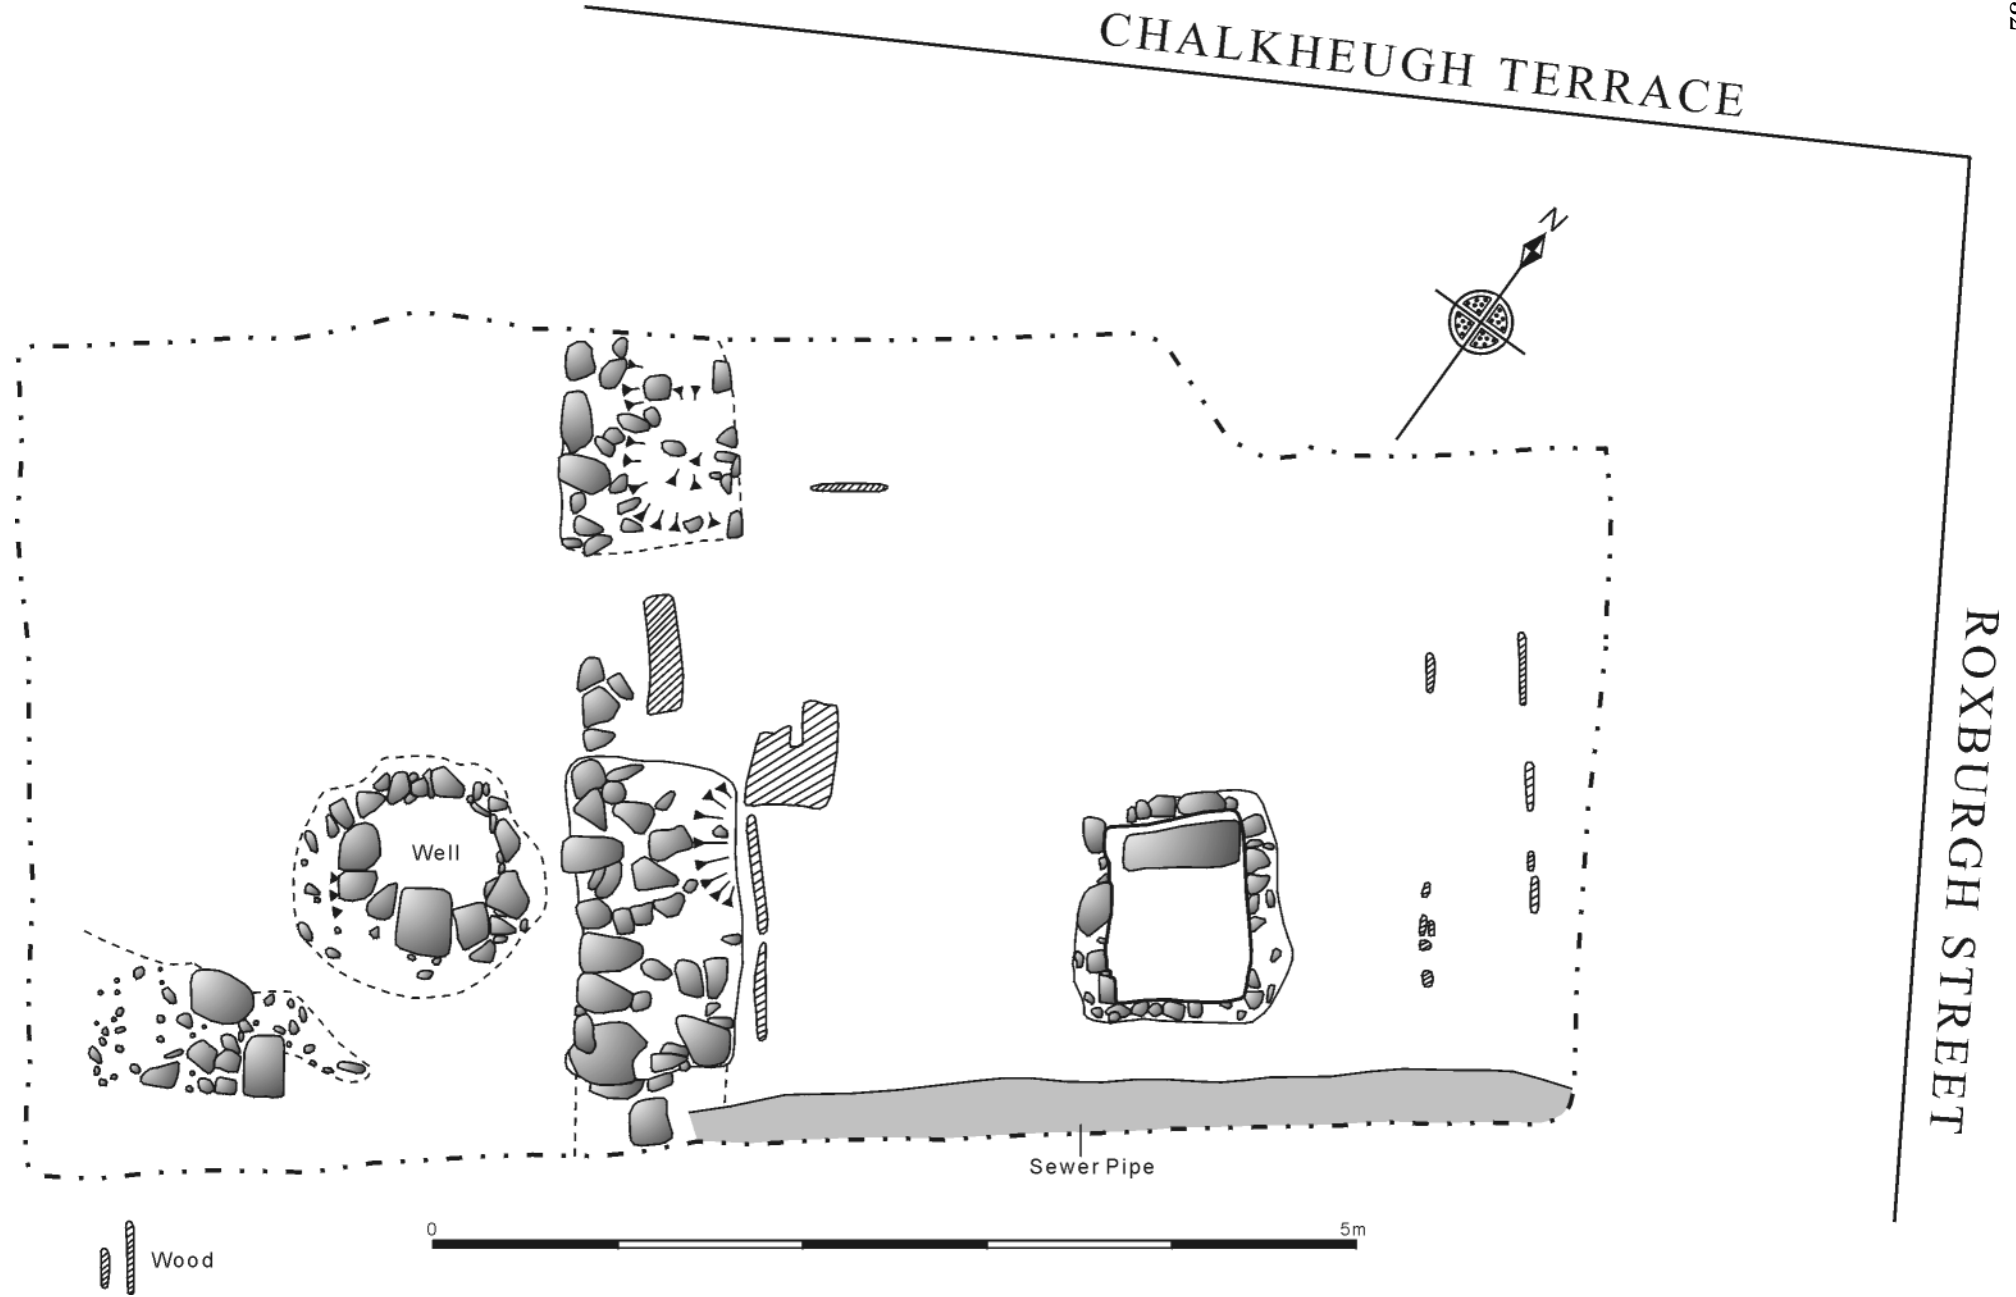 CHALKHEUGH TERRACE
N
ROXBURGH STREET
Well
Sewer Pipe
0 5m
Wood